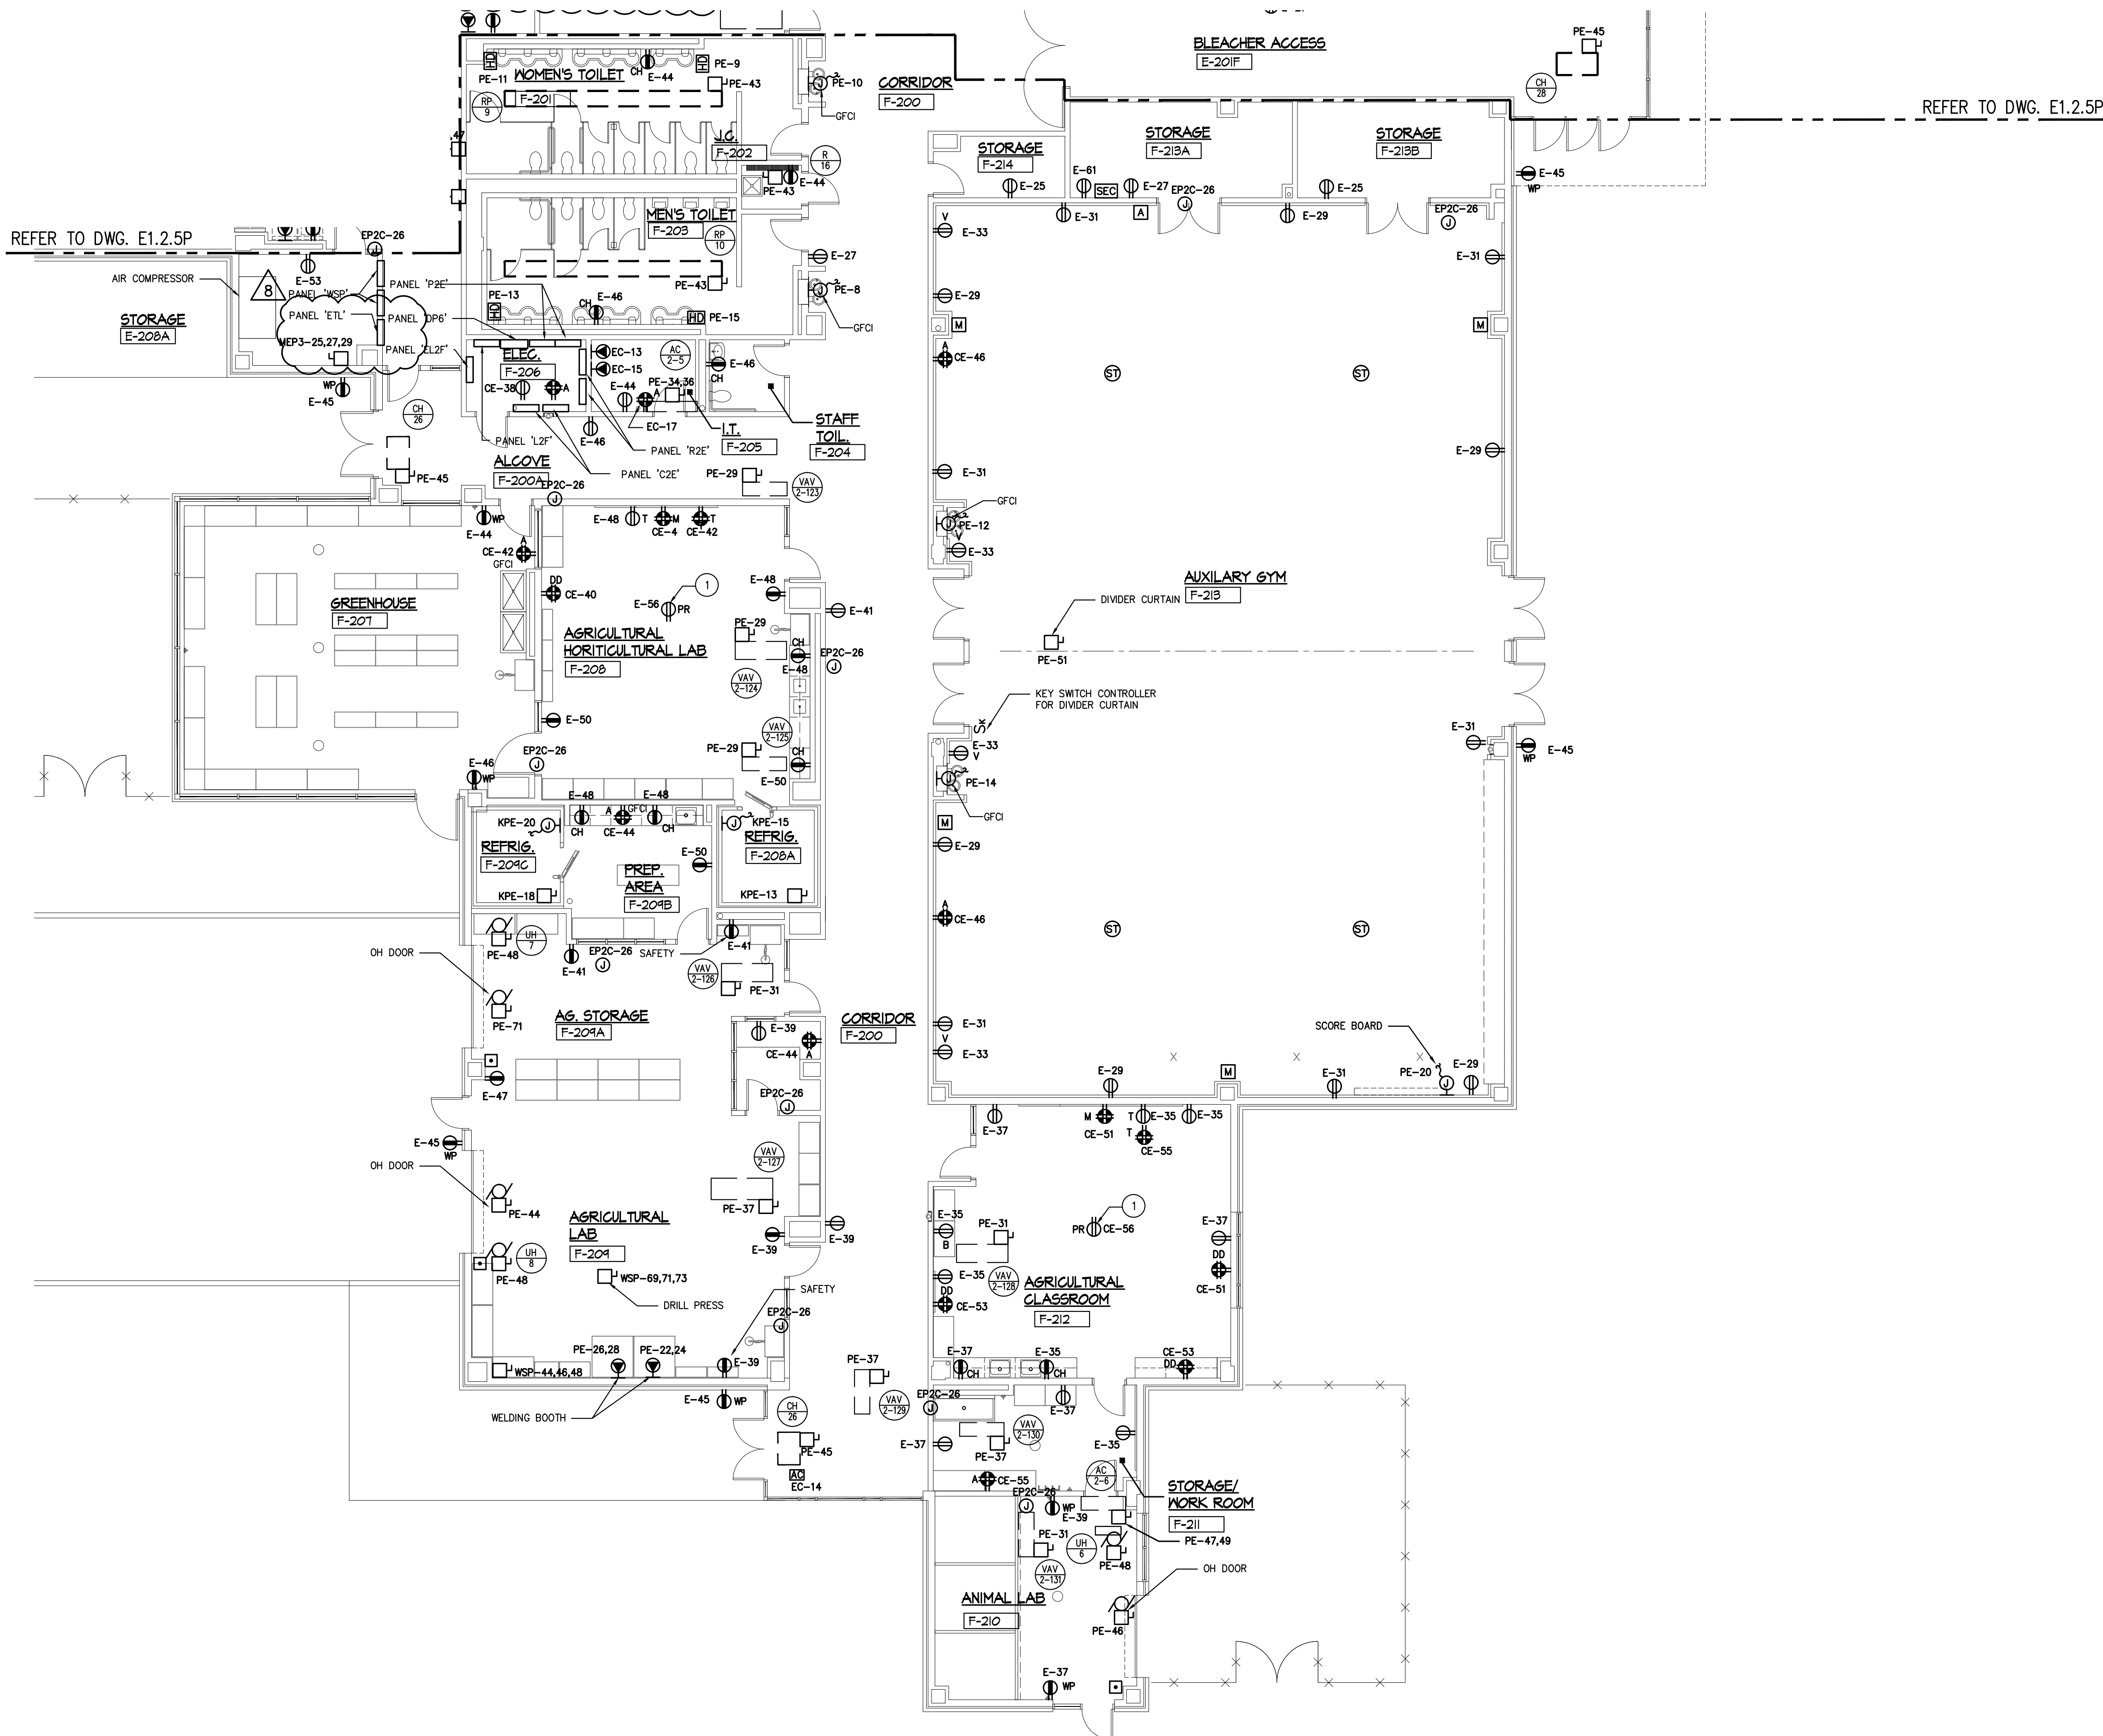 BLEACHER ACCESS
E-201F
PE-45
CH
28
REFER TO DWG. E1.2.5P
HD
PE-11
WOMEN'S TOILET
F-201
CH
E-44
HD
PE-9
PE-43
PE-10
GFCI
CORRIDOR
F-200
RP
9
J.C.
F-202
R
16
PE-43
E-44
STORAGE
F-214
E-25
STORAGE
F-213A
E-61
SEC
E-27
EP2C-26
J
STORAGE
F-213B
E-25
E-45
WP
MEN'S TOILET
F-203
RP
10
E-27
PE-43
PE-8
GFCI
PE-13
HD
CH
E-46
HD
PE-15
REFER TO DWG. E1.2.5P
EP2C-26
J
E-53
AIR COMPRESSOR
8
PANEL 'WSP'
PANEL 'ETL'
MEP3-25,27,29
STORAGE
E-208A
PANEL 'P2E'
PANEL 'DP6'
PANEL 'EL2F'
WP
E-45
ELEC.
F-206
CE-38
A
EC-13
EC-15
AC
2-5
E-46
CH
E-44
A
PE-34,36
EC-17
E-46
I.T.
F-205
STAFF
TOIL.
F-204
CH
26
PE-45
PANEL 'L2F'
PANEL 'R2E'
PANEL 'C2E'
ALCOVE
F-200A
EP2C-26
J
PE-29
VAV
2-123
V
E-33
E-31
A
E-29
EP2C-26
J
E-31
E-29
M
M
A
CE-46
ST
ST
E-31
E-29
GFCI
J
PE-12
V
E-33
AUXILARY GYM
F-213
DIVIDER CURTAIN
PE-51
KEY SWITCH CONTROLLER
FOR DIVIDER CURTAIN
SK
E-33
V
J
PE-14
GFCI
M
E-29
E-31
E-45
WP
A
CE-46
ST
ST
E-31
V
E-33
SCORE BOARD
PE-20
J
E-29
E-29
M
E-31
WP
E-44
E-48
T
M
CE-4
T
CE-42
A
CE-42
GFCI
DD
CE-40
GREENHOUSE
F-207
E-56
PR
1
E-48
E-41
AGRICULTURAL
HORITICULTURAL LAB
F-208
PE-29
CH
E-48
EP2C-26
J
VAV
2-124
VAV
2-125
E-50
EP2C-26
J
PE-29
CH
E-50
E-46
WP
E-48
GFCI
E-48
CH
A
CE-44
CH
KPE-20
J
REFRIG.
F-209C
KPE-18
E-50
PREP.
AREA
F-209B
J
KPE-15
REFRIG.
F-208A
KPE-13
UH
7
PE-48
OH DOOR
PE-71
E-41
EP2C-26
J
SAFETY
E-41
VAV
2-126
PE-31
AG. STORAGE
F-209A
E-39
CE-44
A
CORRIDOR
F-200
E-47
EP2C-26
J
E-45
WP
OH DOOR
PE-44
VAV
2-127
PE-37
AGRICULTURAL
LAB
F-209
E-39
E-39
UH
8
PE-48
WSP-69,71,73
DRILL PRESS
SAFETY
EP2C-26
J
PE-26,28
PE-22,24
E-39
WSP-44,46,48
WELDING BOOTH
E-45
WP
CH
26
PE-45
AC
EC-14
PE-37
VAV
2-129
EP2C-26
J
E-37
M
CE-51
T
E-35
E-35
T
CE-55
E-35
B
PE-31
PR
CE-56
1
E-37
DD
CE-51
E-35
DD
CE-53
VAV
2-128
AGRICULTURAL
CLASSROOM
F-212
E-37
CH
E-35
CH
CE-53
DD
E-37
VAV
2-130
E-37
PE-37
E-35
A
CE-55
AC
2-6
STORAGE/
WORK ROOM
F-211
EP2C-26
J
WP
E-39
PE-31
UH
6
PE-48
PE-47,49
VAV
2-131
OH DOOR
ANIMAL LAB
F-210
PE-46
E-37
WP